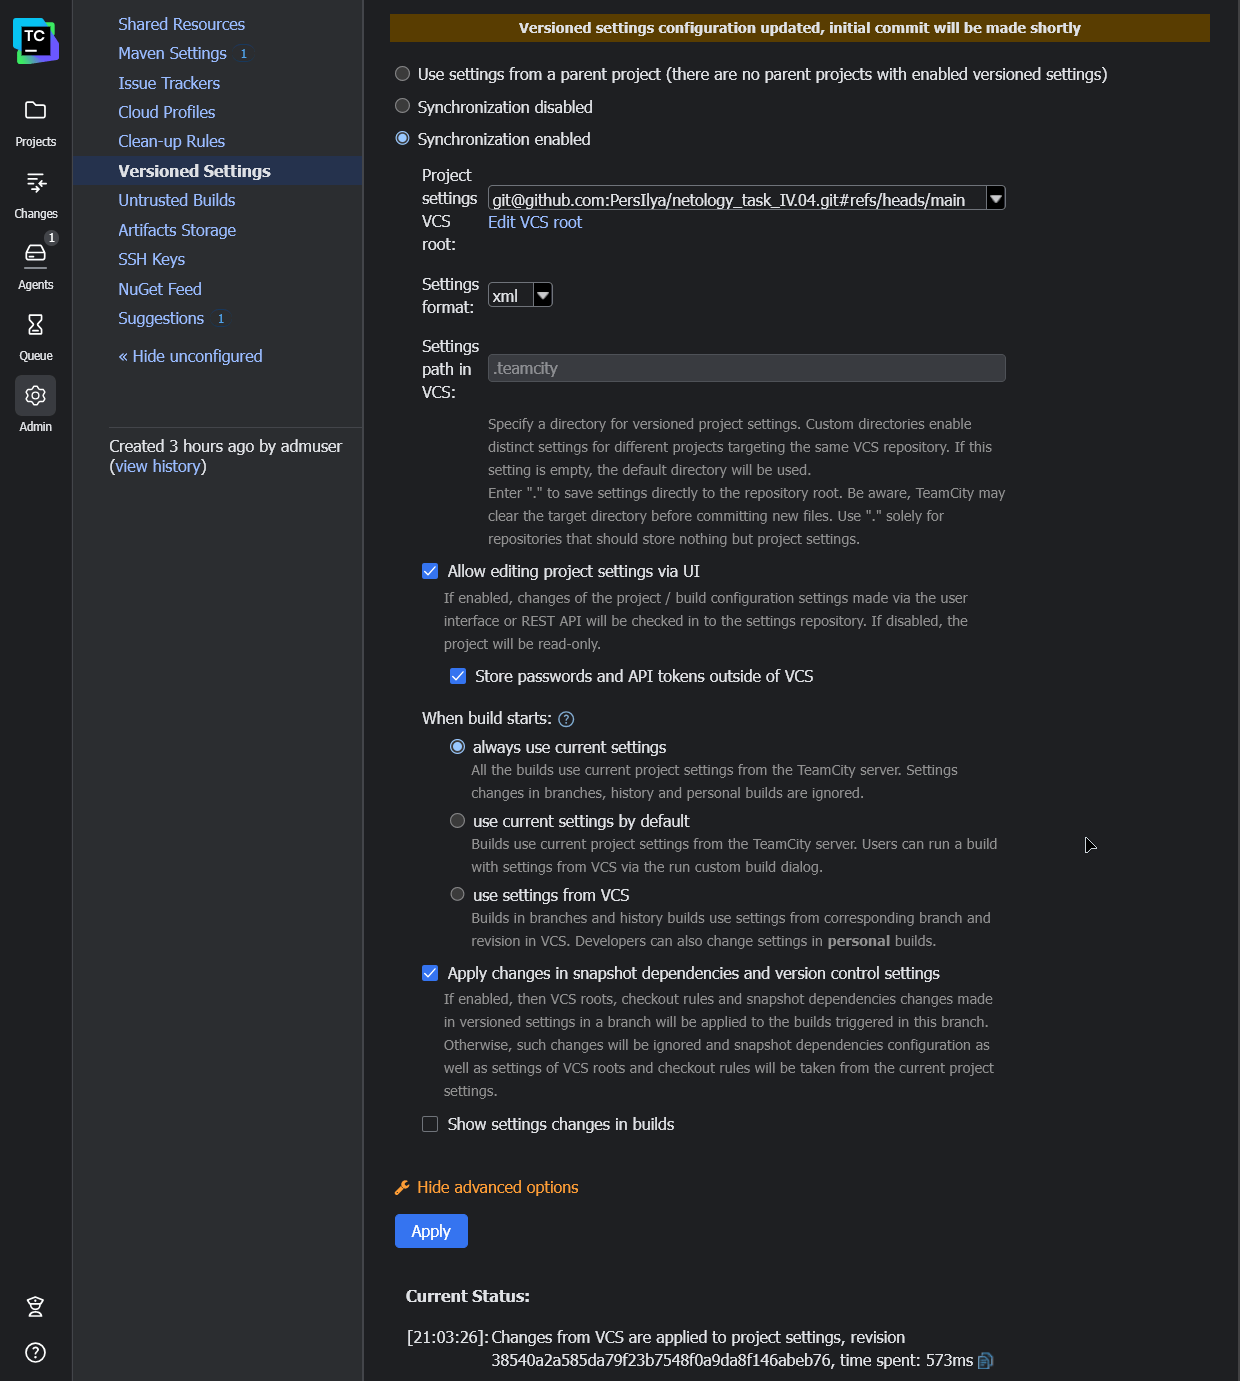 TC
Projects
Changes
1
Agents
Queue
Admin
Shared Resources
Maven Settings 1
Issue Trackers
Cloud Profiles
Clean-up Rules
Versioned Settings
Untrusted Builds
Artifacts Storage
SSH Keys
NuGet Feed
Suggestions 1
« Hide unconfigured
Created 3 hours ago by admuser
(view history)
Versioned settings configuration updated, initial commit will be made shortly
Use settings from a parent project (there are no parent projects with enabled versioned settings)
Synchronization disabled
Synchronization enabled
Project
settings
VCS
root:
git@github.com:PersIlya/netology_task_IV.04.git#refs/heads/main
Edit VCS root
Settings
format:
xml
Settings
path in
VCS:
.teamcity
Specify a directory for versioned project settings. Custom directories enable
distinct settings for different projects targeting the same VCS repository. If this
setting is empty, the default directory will be used.
Enter "." to save settings directly to the repository root. Be aware, TeamCity may
clear the target directory before committing new files. Use "." solely for
repositories that should store nothing but project settings.
Allow editing project settings via UI
If enabled, changes of the project / build configuration settings made via the user
interface or REST API will be checked in to the settings repository. If disabled, the
project will be read-only.
Store passwords and API tokens outside of VCS
When build starts: ?
always use current settings
All the builds use current project settings from the TeamCity server. Settings
changes in branches, history and personal builds are ignored.
use current settings by default
Builds use current project settings from the TeamCity server. Users can run a build
with settings from VCS via the run custom build dialog.
use settings from VCS
Builds in branches and history builds use settings from corresponding branch and
revision in VCS. Developers can also change settings in personal builds.
Apply changes in snapshot dependencies and version control settings
If enabled, then VCS roots, checkout rules and snapshot dependencies changes made
in versioned settings in a branch will be applied to the builds triggered in this branch.
Otherwise, such changes will be ignored and snapshot dependencies configuration as
well as settings of VCS roots and checkout rules will be taken from the current project
settings.
Show settings changes in builds
Hide advanced options
Apply
Current Status:
[21:03:26]: Changes from VCS are applied to project settings, revision
38540a2a585da79f23b7548f0a9da8f146abeb76, time spent: 573ms